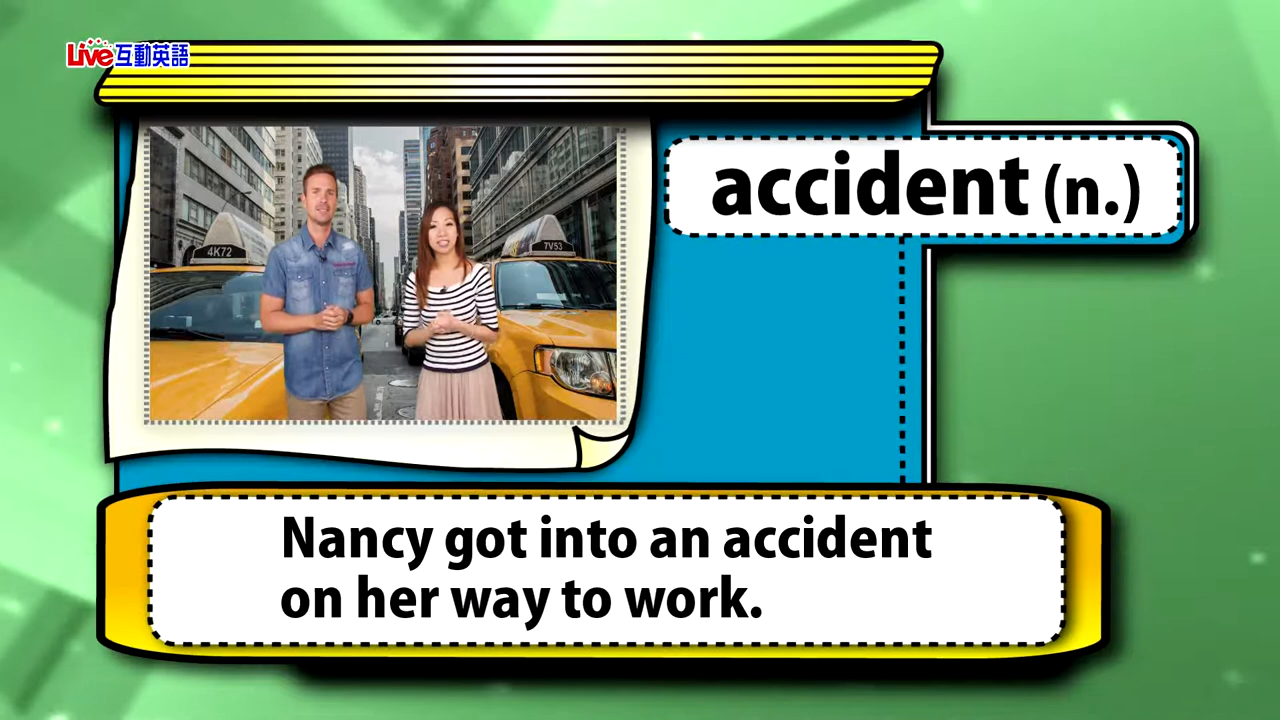 Live互動英語
4K72
7V53
accident (n.)
Nancy got into an accident
on her way to work.